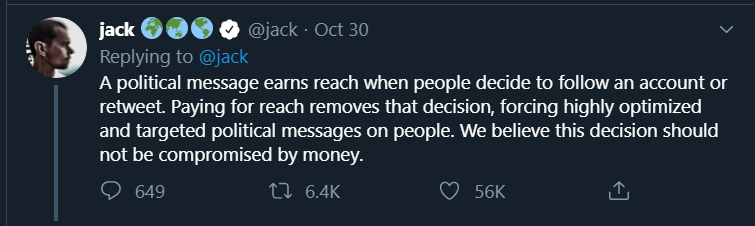 jack 🌍🌏🌎 @jack · Oct 30
Replying to @jack
A political message earns reach when people decide to follow an account or
retweet. Paying for reach removes that decision, forcing highly optimized
and targeted political messages on people. We believe this decision should
not be compromised by money.
649 6.4K 56K